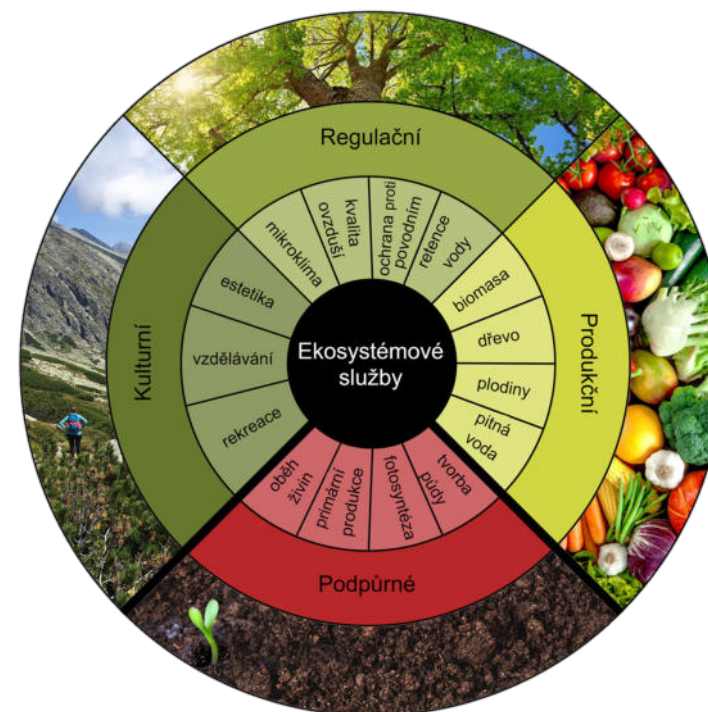 Regulační
mikroklima
kvalita
ovzduší
ochrana proti
povodním
retence
vody
Produkční
biomasa
dřevo
plodiny
pitná
voda
Podpůrné
tvorba
půdy
fotosyntéza
primární
produkce
oběh
živin
Kulturní
rekreace
vzdělávání
estetika
Ekosystémové
služby